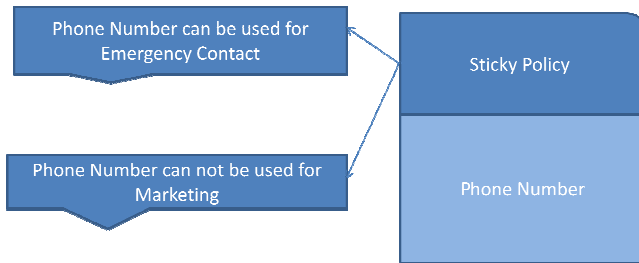 Phone Number can be used for
Emergency Contact
Sticky Policy
Phone Number can not be used for
Marketing
Phone Number